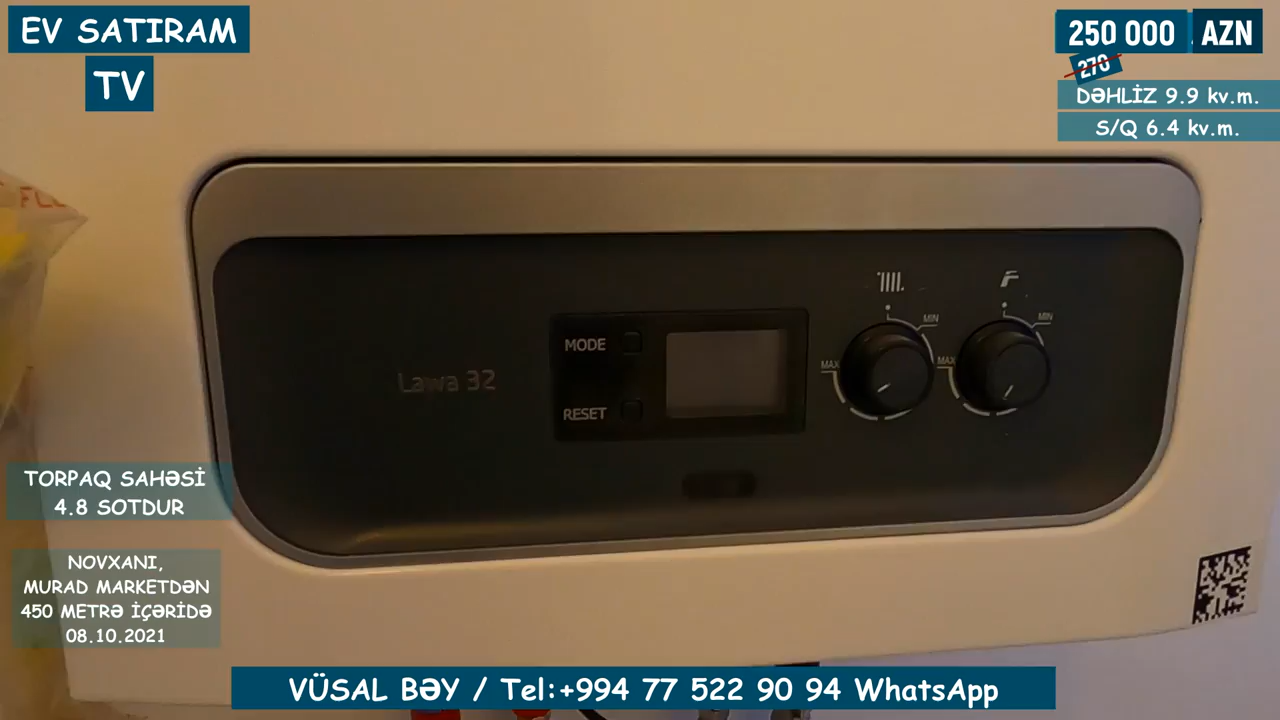 EV SATIRAM
TV
250 000 AZN
270
DƏHLİZ 9.9 kv.m.
S/Q 6.4 kv.m.
MODE
RESET
Lawa 32
MIN
MAX
MIN
MAX
TORPAQ SAHƏSİ
4.8 SOTDUR
NOVXANI,
MURAD MARKETDƏN
450 METRƏ İÇƏRİDƏ
08.10.2021
VÜSAL BƏY / Tel:+994 77 522 90 94 WhatsApp